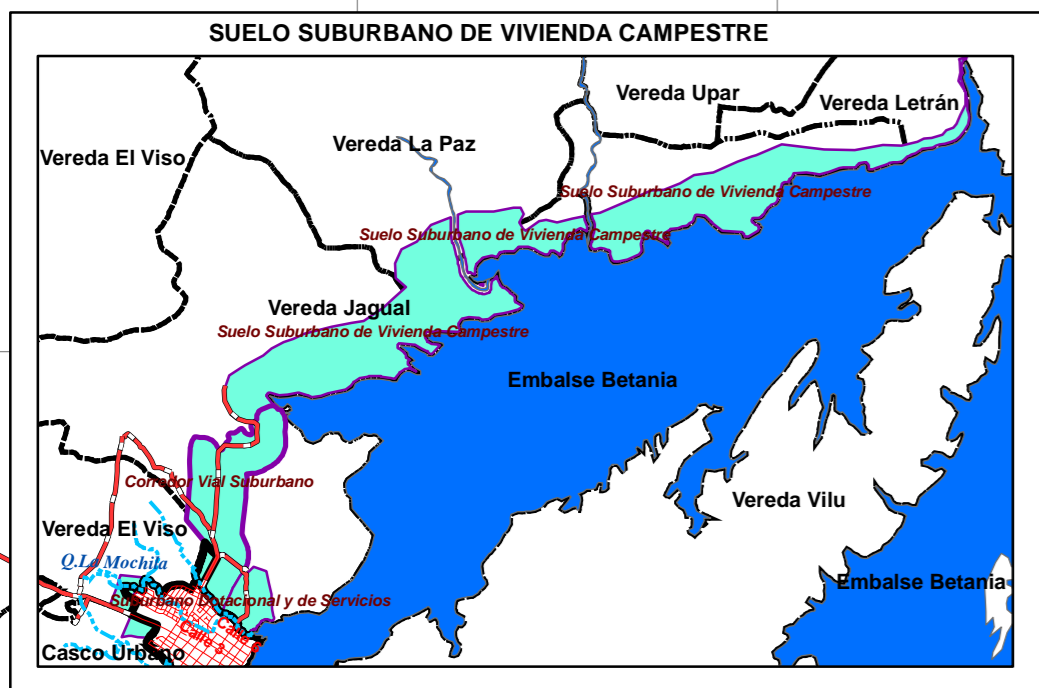 SUELO SUBURBANO DE VIVIENDA CAMPESTRE
Vereda Upar
Vereda Letrán
Vereda La Paz
Vereda El Viso
Suelo Suburbano de Vivienda Campestre
Suelo Suburbano de Vivienda Campestre
Vereda Jagual
Suelo Suburbano de Vivienda Campestre
Embalse Betania
Corredor Vial Suburbano
Vereda Vilu
Vereda El Viso
Q.La Mochila
Embalse Betania
Suburbano Dotacional y de Servicios
Calle 3
Casco Urbano